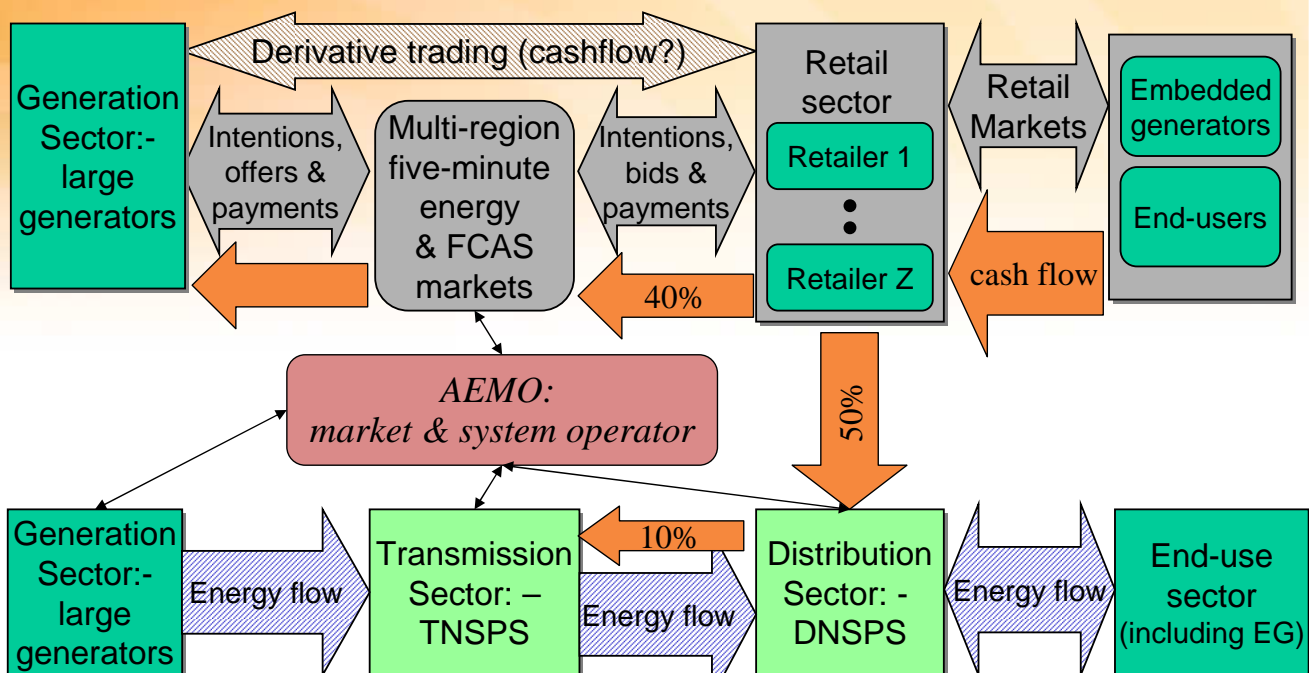 Derivative trading (cashflow?)
Generation
Sector:-
large
generators
Intentions,
offers &
payments
Multi-region
five-minute
energy
& FCAS
markets
Intentions,
bids &
payments
Retail
sector
Retailer 1
Retailer Z
Retail
Markets
Embedded
generators
End-users
40%
cash flow
AEMO:
market & system operator
50%
Generation
Sector:-
large
generators
Energy flow
Transmission
Sector: –
TNSPS
10%
Energy flow
Distribution
Sector: -
DNSPS
Energy flow
End-use
sector
(including EG)